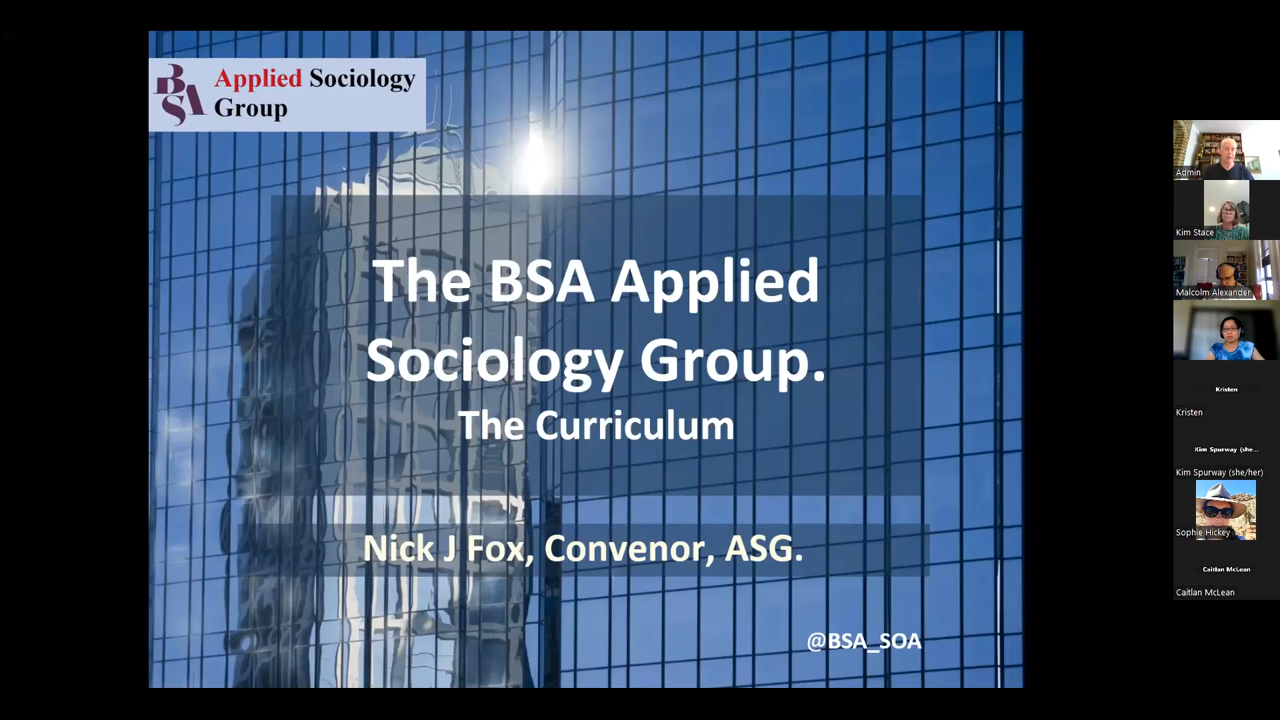 BSA
Applied Sociology
Group
The BSA Applied
Sociology Group.
The Curriculum
Nick J Fox, Convenor, ASG.
@BSA_SOA
Admin
Kim Stace
Malcolm Alexander
Kristen
Kristen
Kim Spurway (she...
Kim Spurway (she/her)
Sophie Hickey
Caitlan McLean
Caitlan McLean